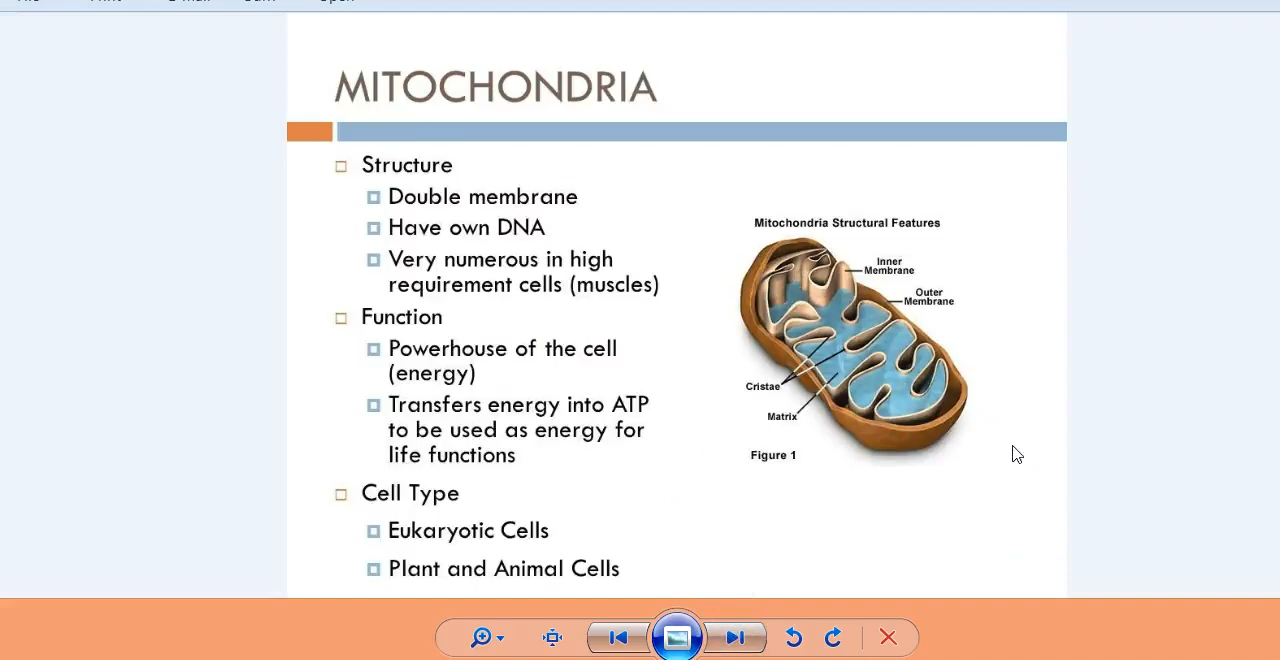 MITOCHONDRIA
Structure
Double membrane
Have own DNA
Very numerous in high
requirement cells (muscles)
Function
Powerhouse of the cell
(energy)
Transfers energy into ATP
to be used as energy for
life functions
Cell Type
Eukaryotic Cells
Plant and Animal Cells
Mitochondria Structural Features
Inner
Membrane
Outer
Membrane
Cristae
Matrix
Figure 1